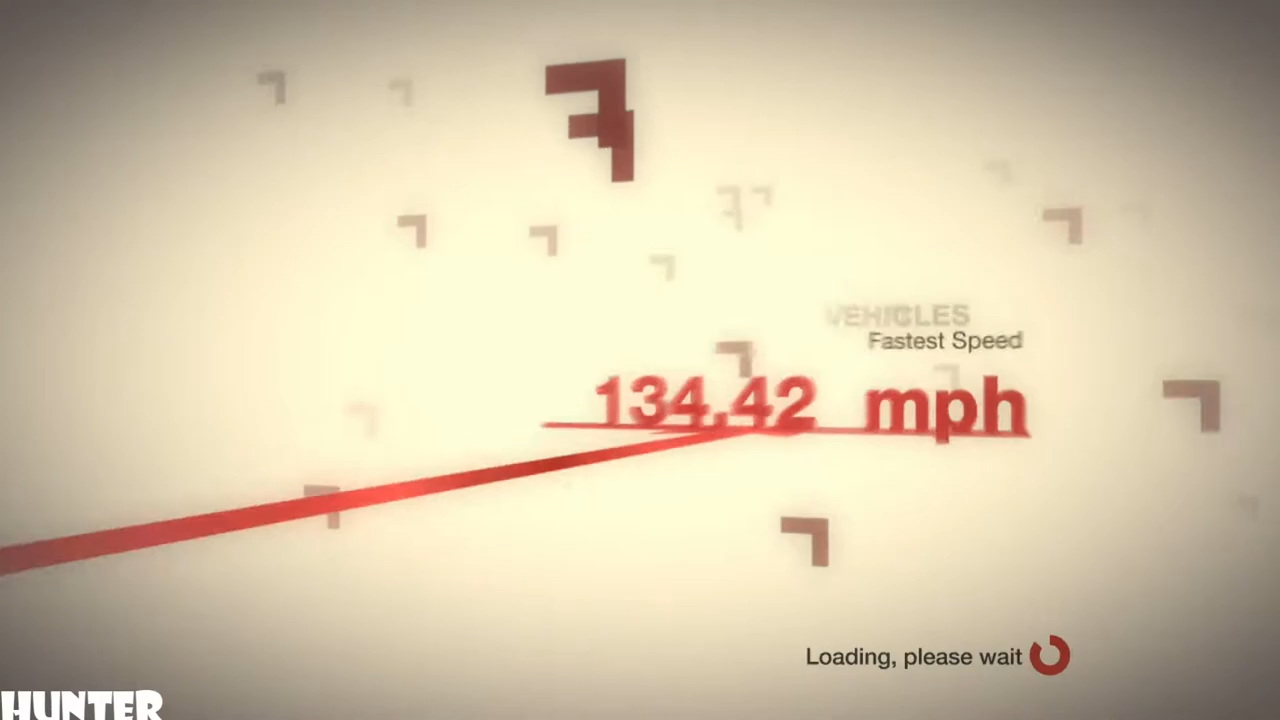 VEHICLES
Fastest Speed
134.42 mph
Loading, please wait
HUNTER